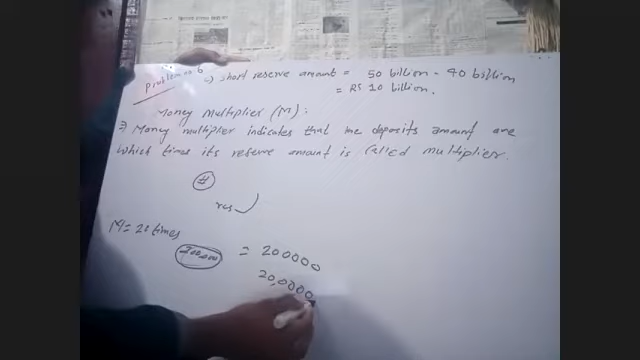 Problem no 6 c) short reserve amount = 50 billion - 40 billion
= RS 10 billion.
Money Multiplier (M):
⇒ Money multiplier indicates that the deposits amount are
which times its reserve amount is called multiplier.
M = 20 times
= 200000
20,0000